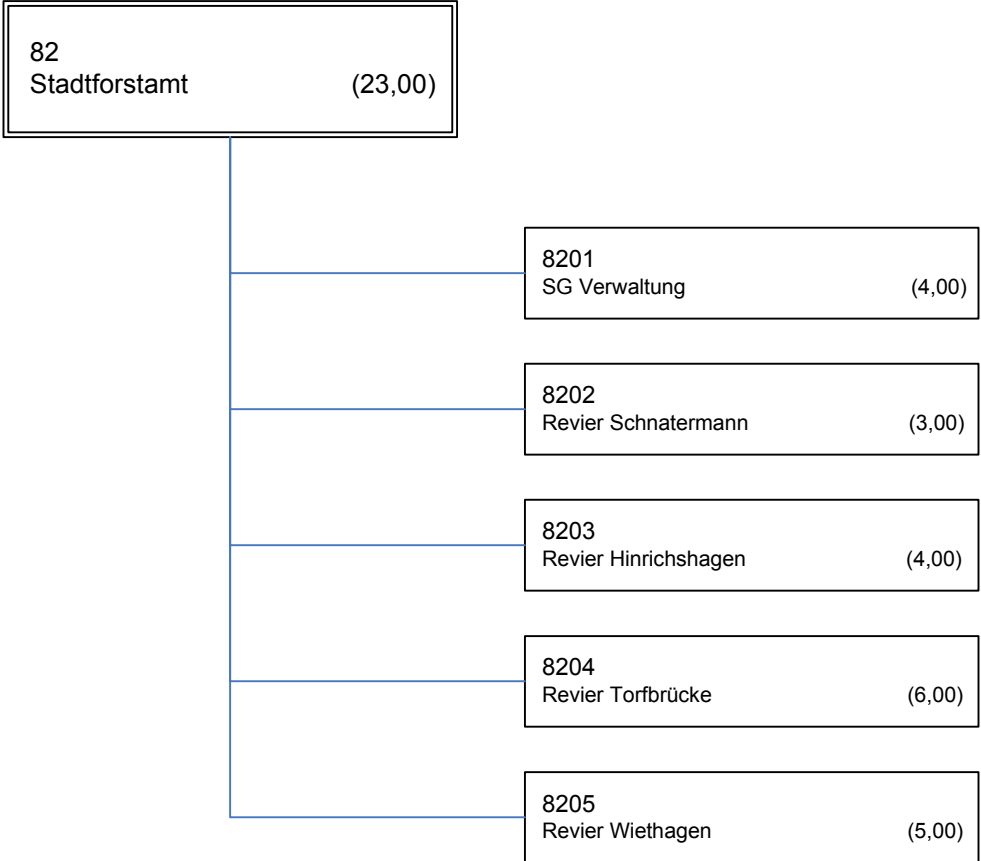 82
Stadtforstamt (23,00)
8201
SG Verwaltung (4,00)
8202
Revier Schnatermann (3,00)
8203
Revier Hinrichshagen (4,00)
8204
Revier Torfbrücke (6,00)
8205
Revier Wiethagen (5,00)